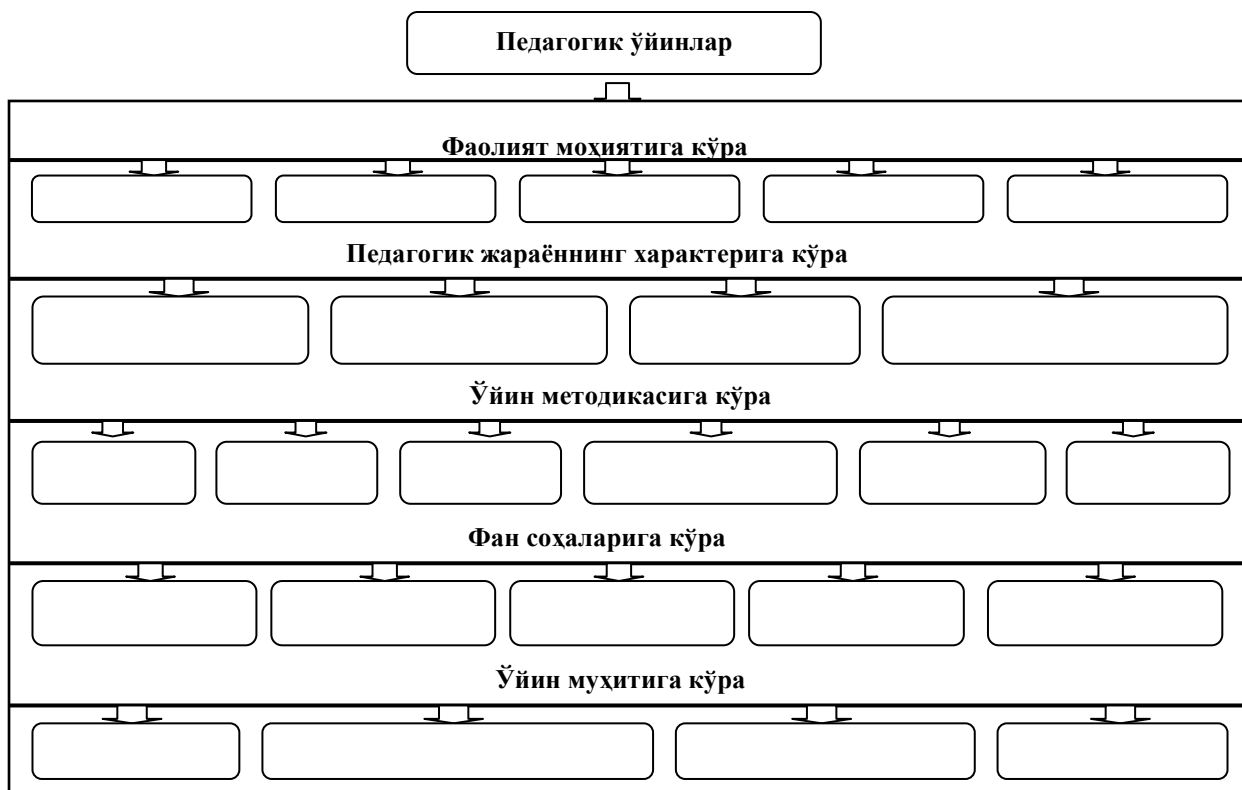 Педагогик ўйинлар
Фаолият моҳиятига кўра
Педагогик жараённинг характерига кўра
Ўйин методикасига кўра
Фан соҳаларига кўра
Ўйин муҳитига кўра